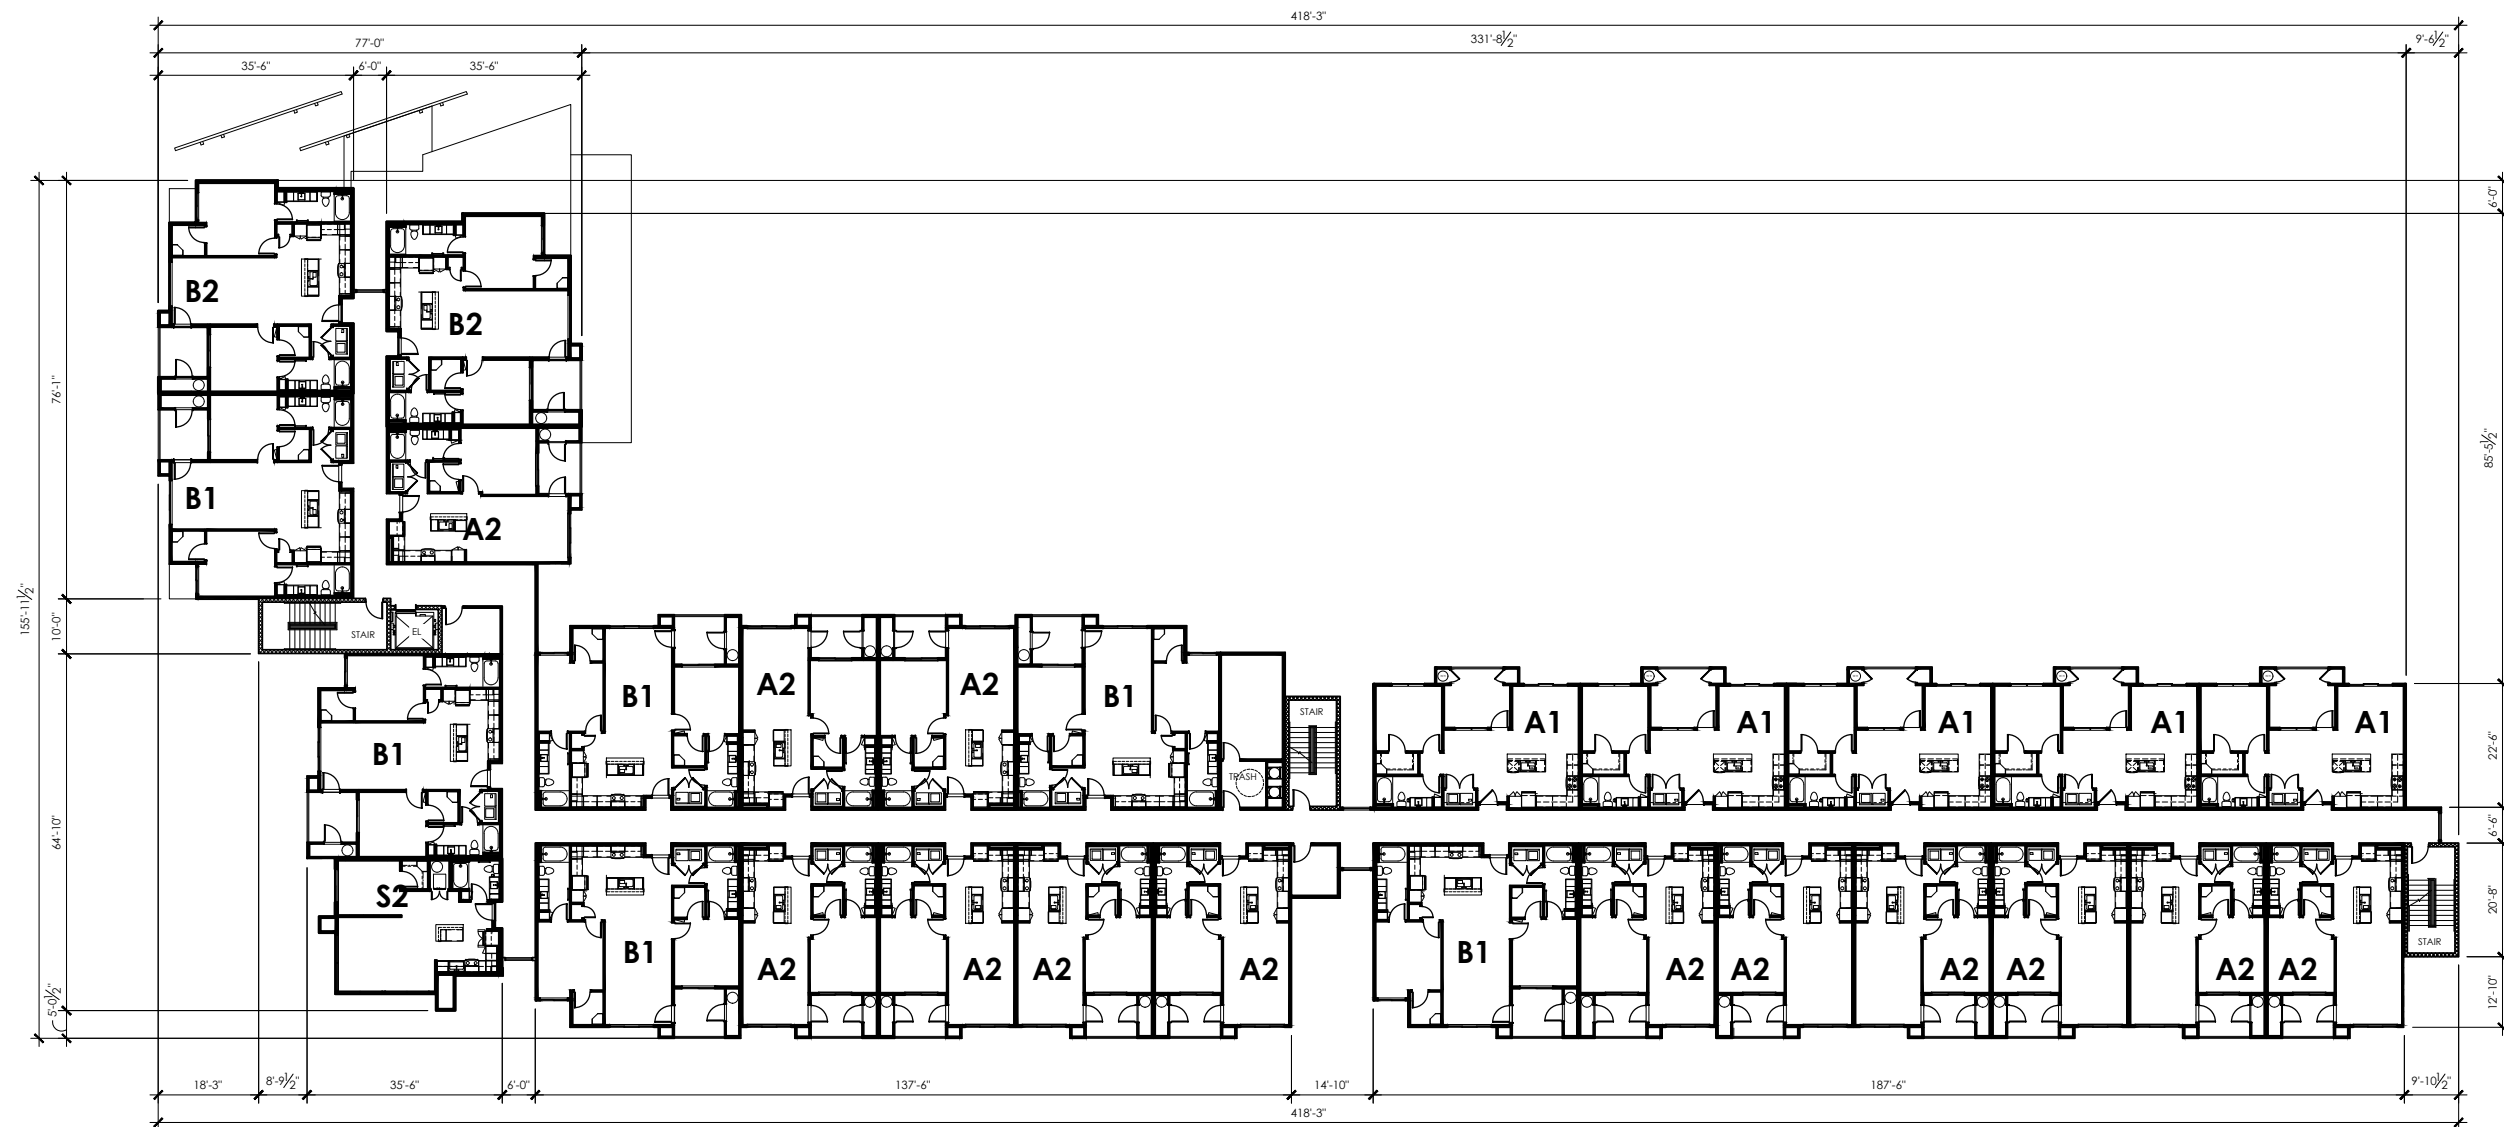 418'-3"
77'-0"
331'-8½"
9'-6½"
35'-6"
6'-0"
35'-6"
6'-0"
B2
B2
76'-1"
85'-5½"
B1
A2
155'-11½"
10'-0"
STAIR
EL
B1
A2
A2
B1
STAIR
A1
A1
A1
A1
A1
B1
TRASH
22'-6"
64'-10"
6'-6"
S2
20'-8"
STAIR
B1
A2
A2
A2
A2
B1
A2
A2
A2
A2
A2
A2
5'-0½"
12'-10"
18'-3"
8'-9½"
35'-6"
6'-0"
137'-6"
14'-10"
187'-6"
9'-10½"
418'-3"